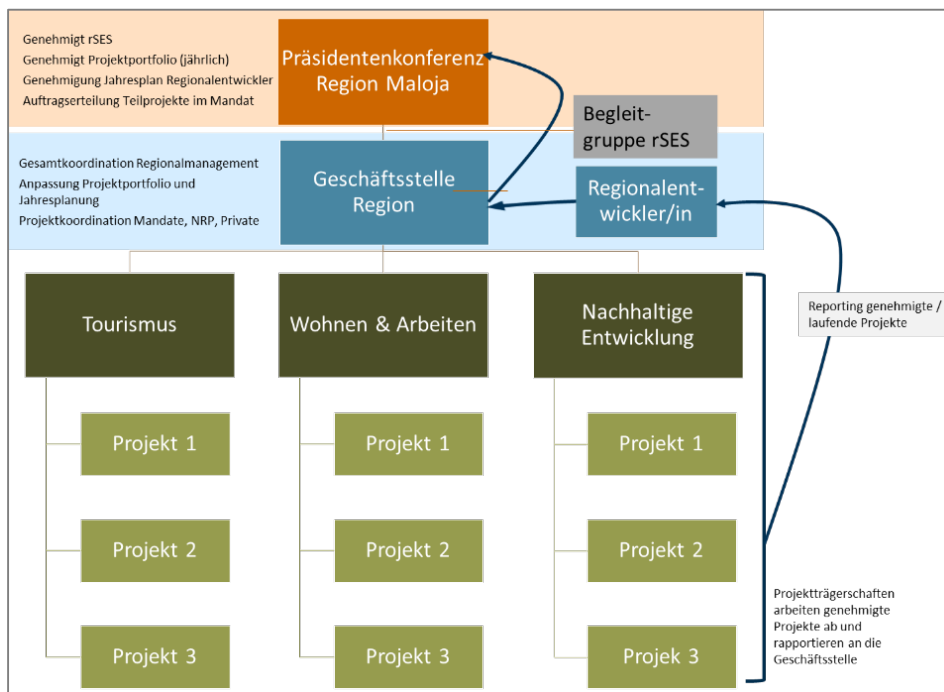 Genehmigt rSES
Genehmigt Projektportfolio (jährlich)
Genehmigung Jahresplan Regionalentwickler
Auftragserteilung Teilprojekte im Mandat
Präsidentenkonferenz
Region Maloja
Begleit-
gruppe rSES
Gesamtkoordination Regionalmanagement
Anpassung Projektportfolio und
Jahresplanung
Projektkoordination Mandate, NRP, Private
Geschäftsstelle
Region
Regionalent-
wickler/in
Tourismus
Wohnen & Arbeiten
Nachhaltige
Entwicklung
Reporting genehmigte /
laufende Projekte
Projekt 1
Projekt 1
Projekt 1
Projekt 2
Projekt 2
Projekt 2
Projekt 3
Projekt 3
Projek 3
Projektträgerschaften
arbeiten genehmigte
Projekte ab und
rapportieren an die
Geschäftsstelle